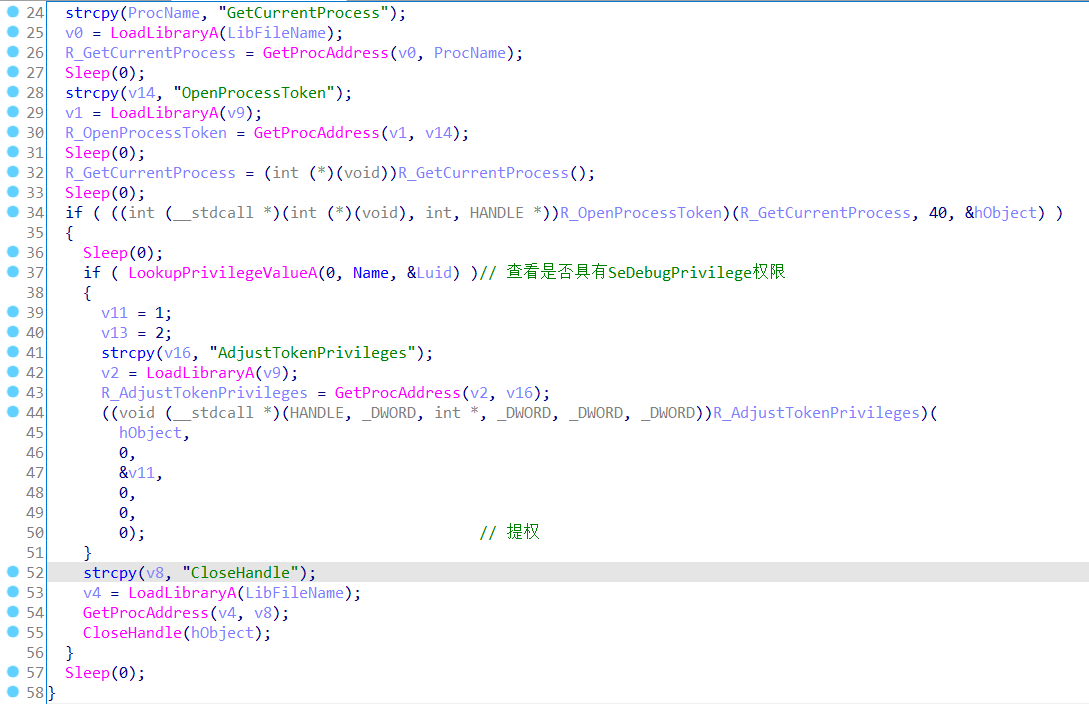 24 strcpy(ProcName, "GetCurrentProcess");
25 v0 = LoadLibraryA(LibFileName);
26 R_GetCurrentProcess = GetProcAddress(v0, ProcName);
27 Sleep(0);
28 strcpy(v14, "OpenProcessToken");
29 v1 = LoadLibraryA(v9);
30 R_OpenProcessToken = GetProcAddress(v1, v14);
31 Sleep(0);
32 R_GetCurrentProcess = (int (*)(void))R_GetCurrentProcess();
33 Sleep(0);
34 if ( ((int (__stdcall *)(int (*)(void), int, HANDLE *))R_OpenProcessToken)(R_GetCurrentProcess, 40, &hObject) )
35 {
36 Sleep(0);
37 if ( LookupPrivilegeValueA(0, Name, &Luid) )// 查看是否具有SeDebugPrivilege权限
38 {
39 v11 = 1;
40 v13 = 2;
41 strcpy(v16, "AdjustTokenPrivileges");
42 v2 = LoadLibraryA(v9);
43 R_AdjustTokenPrivileges = GetProcAddress(v2, v16);
44 ((void (__stdcall *)(HANDLE, _DWORD, int *, _DWORD, _DWORD, _DWORD))R_AdjustTokenPrivileges)(
45 hObject,
46 0,
47 &v11,
48 0,
49 0,
50 0); // 提权
51 }
52 strcpy(v8, "CloseHandle");
53 v4 = LoadLibraryA(LibFileName);
54 GetProcAddress(v4, v8);
55 CloseHandle(hObject);
56 }
57 Sleep(0);
58 }